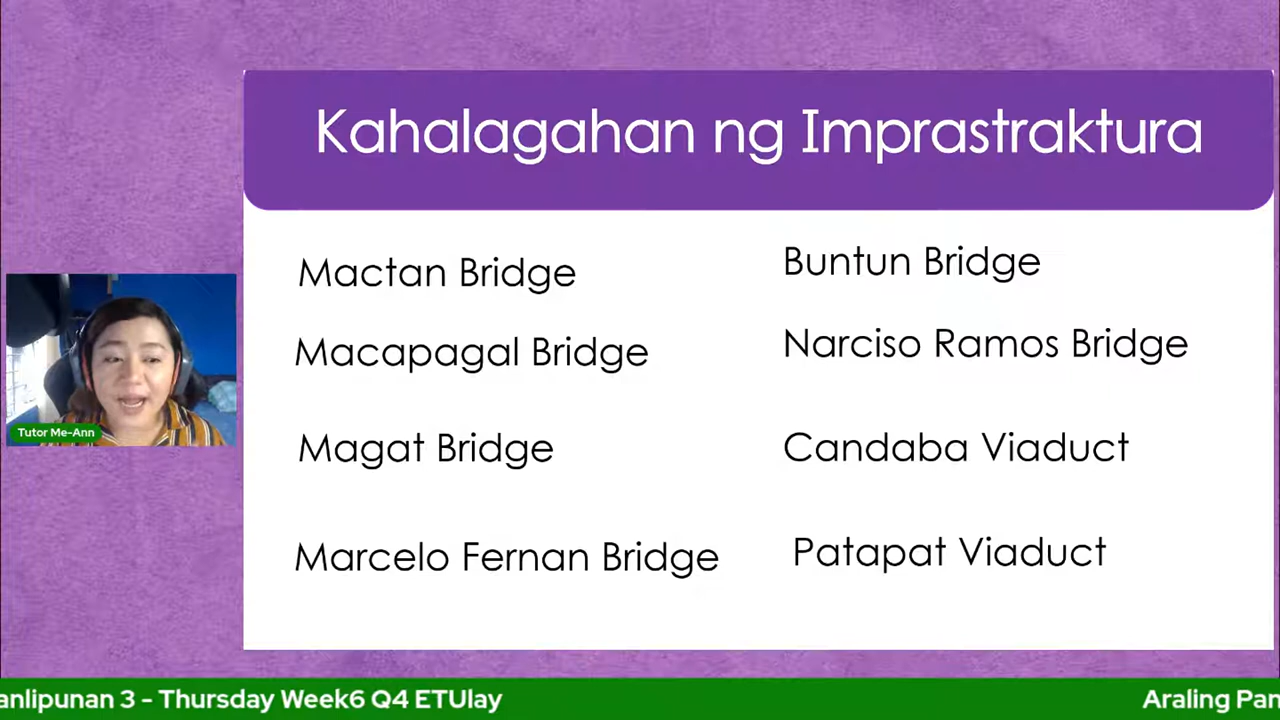 Kahalagahan ng Imprastraktura
Mactan Bridge
Macapagal Bridge
Magat Bridge
Marcelo Fernan Bridge
Buntun Bridge
Narciso Ramos Bridge
Candaba Viaduct
Patapat Viaduct
Tutor Me-Ann
anlipunan 3 - Thursday Week6 Q4 ETUlay
Araling Pan